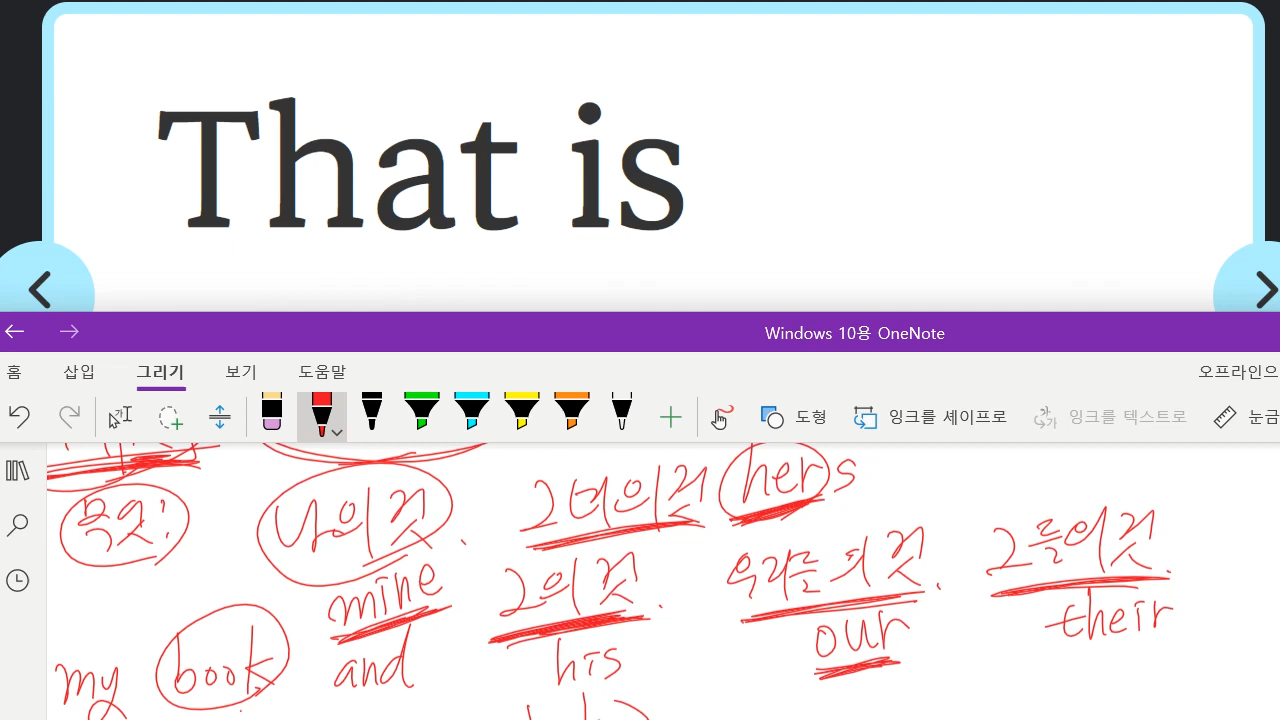 That is
Windows 10용 OneNote
홈 삽입 그리기 보기 도움말 오프라인으
도형 잉크를 셰이프로 잉크를 텍스트로 눈금
나의 것. 그녀의 것 hers
mine 그의 것. 우리들의 것. 그들의 것.
my book and his our their